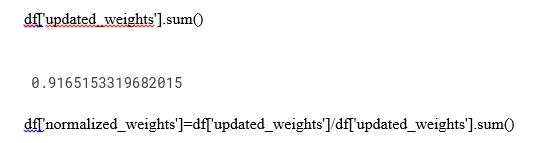 df['updated_weights'].sum()
0.9165153319682015
df['normalized_weights']=df['updated_weights']/df['updated_weights'].sum()